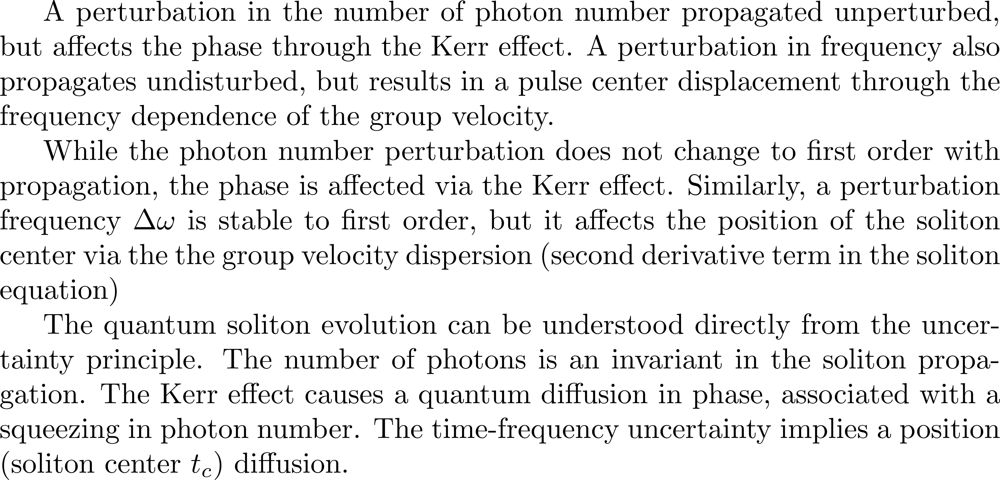 A perturbation in the number of photon number propagated unperturbed,
but affects the phase through the Kerr effect. A perturbation in frequency also
propagates undisturbed, but results in a pulse center displacement through the
frequency dependence of the group velocity.
While the photon number perturbation does not change to first order with
propagation, the phase is affected via the Kerr effect. Similarly, a perturbation
frequency Δω is stable to first order, but it affects the position of the soliton
center via the the group velocity dispersion (second derivative term in the soliton
equation)
The quantum soliton evolution can be understood directly from the uncer-
tainty principle. The number of photons is an invariant in the soliton propa-
gation. The Kerr effect causes a quantum diffusion in phase, associated with a
squeezing in photon number. The time-frequency uncertainty implies a position
(soliton center $t_c$) diffusion.